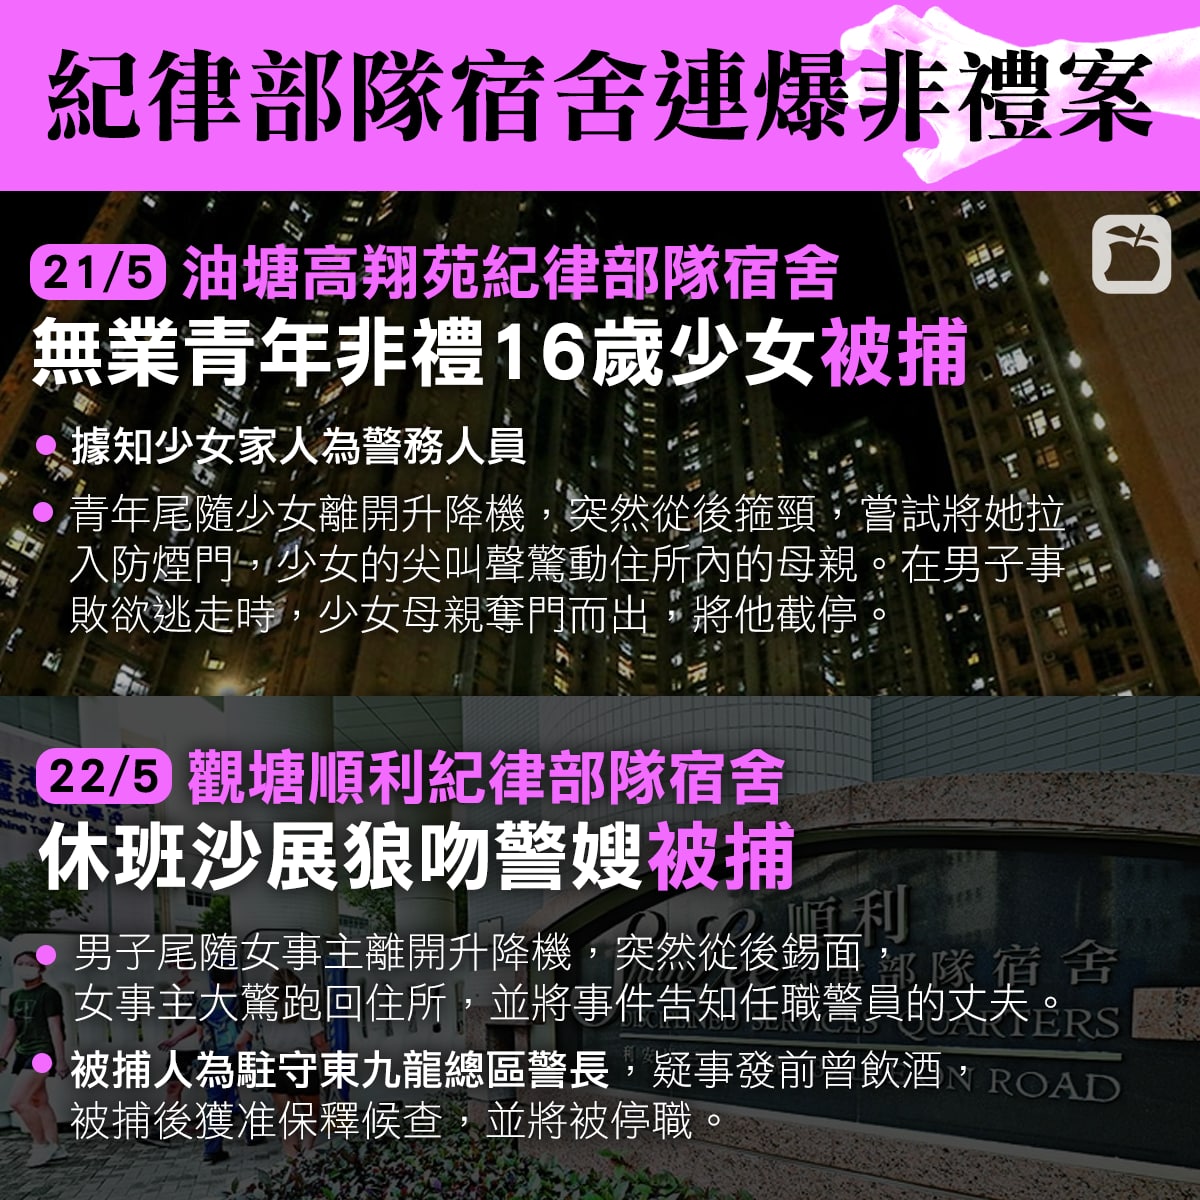 紀律部隊宿舍連爆非禮案
21/5 油塘高翔苑紀律部隊宿舍
無業青年非禮16歲少女被捕
據知少女家人為警務人員
青年尾隨少女離開升降機，突然從後箍頸，嘗試將她拉
入防煙門，少女的尖叫聲驚動住所內的母親。在男子事
敗欲逃走時，少女母親奪門而出，將他截停。
22/5 觀塘順利紀律部隊宿舍
休班沙展狼吻警嫂被捕
男子尾隨女事主離開升降機，突然從後錫面，
女事主大驚跑回住所，並將事件告知任職警員的丈夫。
被捕人為駐守東九龍總區警長，疑事發前曾飲酒，
被捕後獲准保釋候查，並將被停職。
順利
部隊宿舍
DISCIPLINED SERVICES QUARTERS
ON ROAD